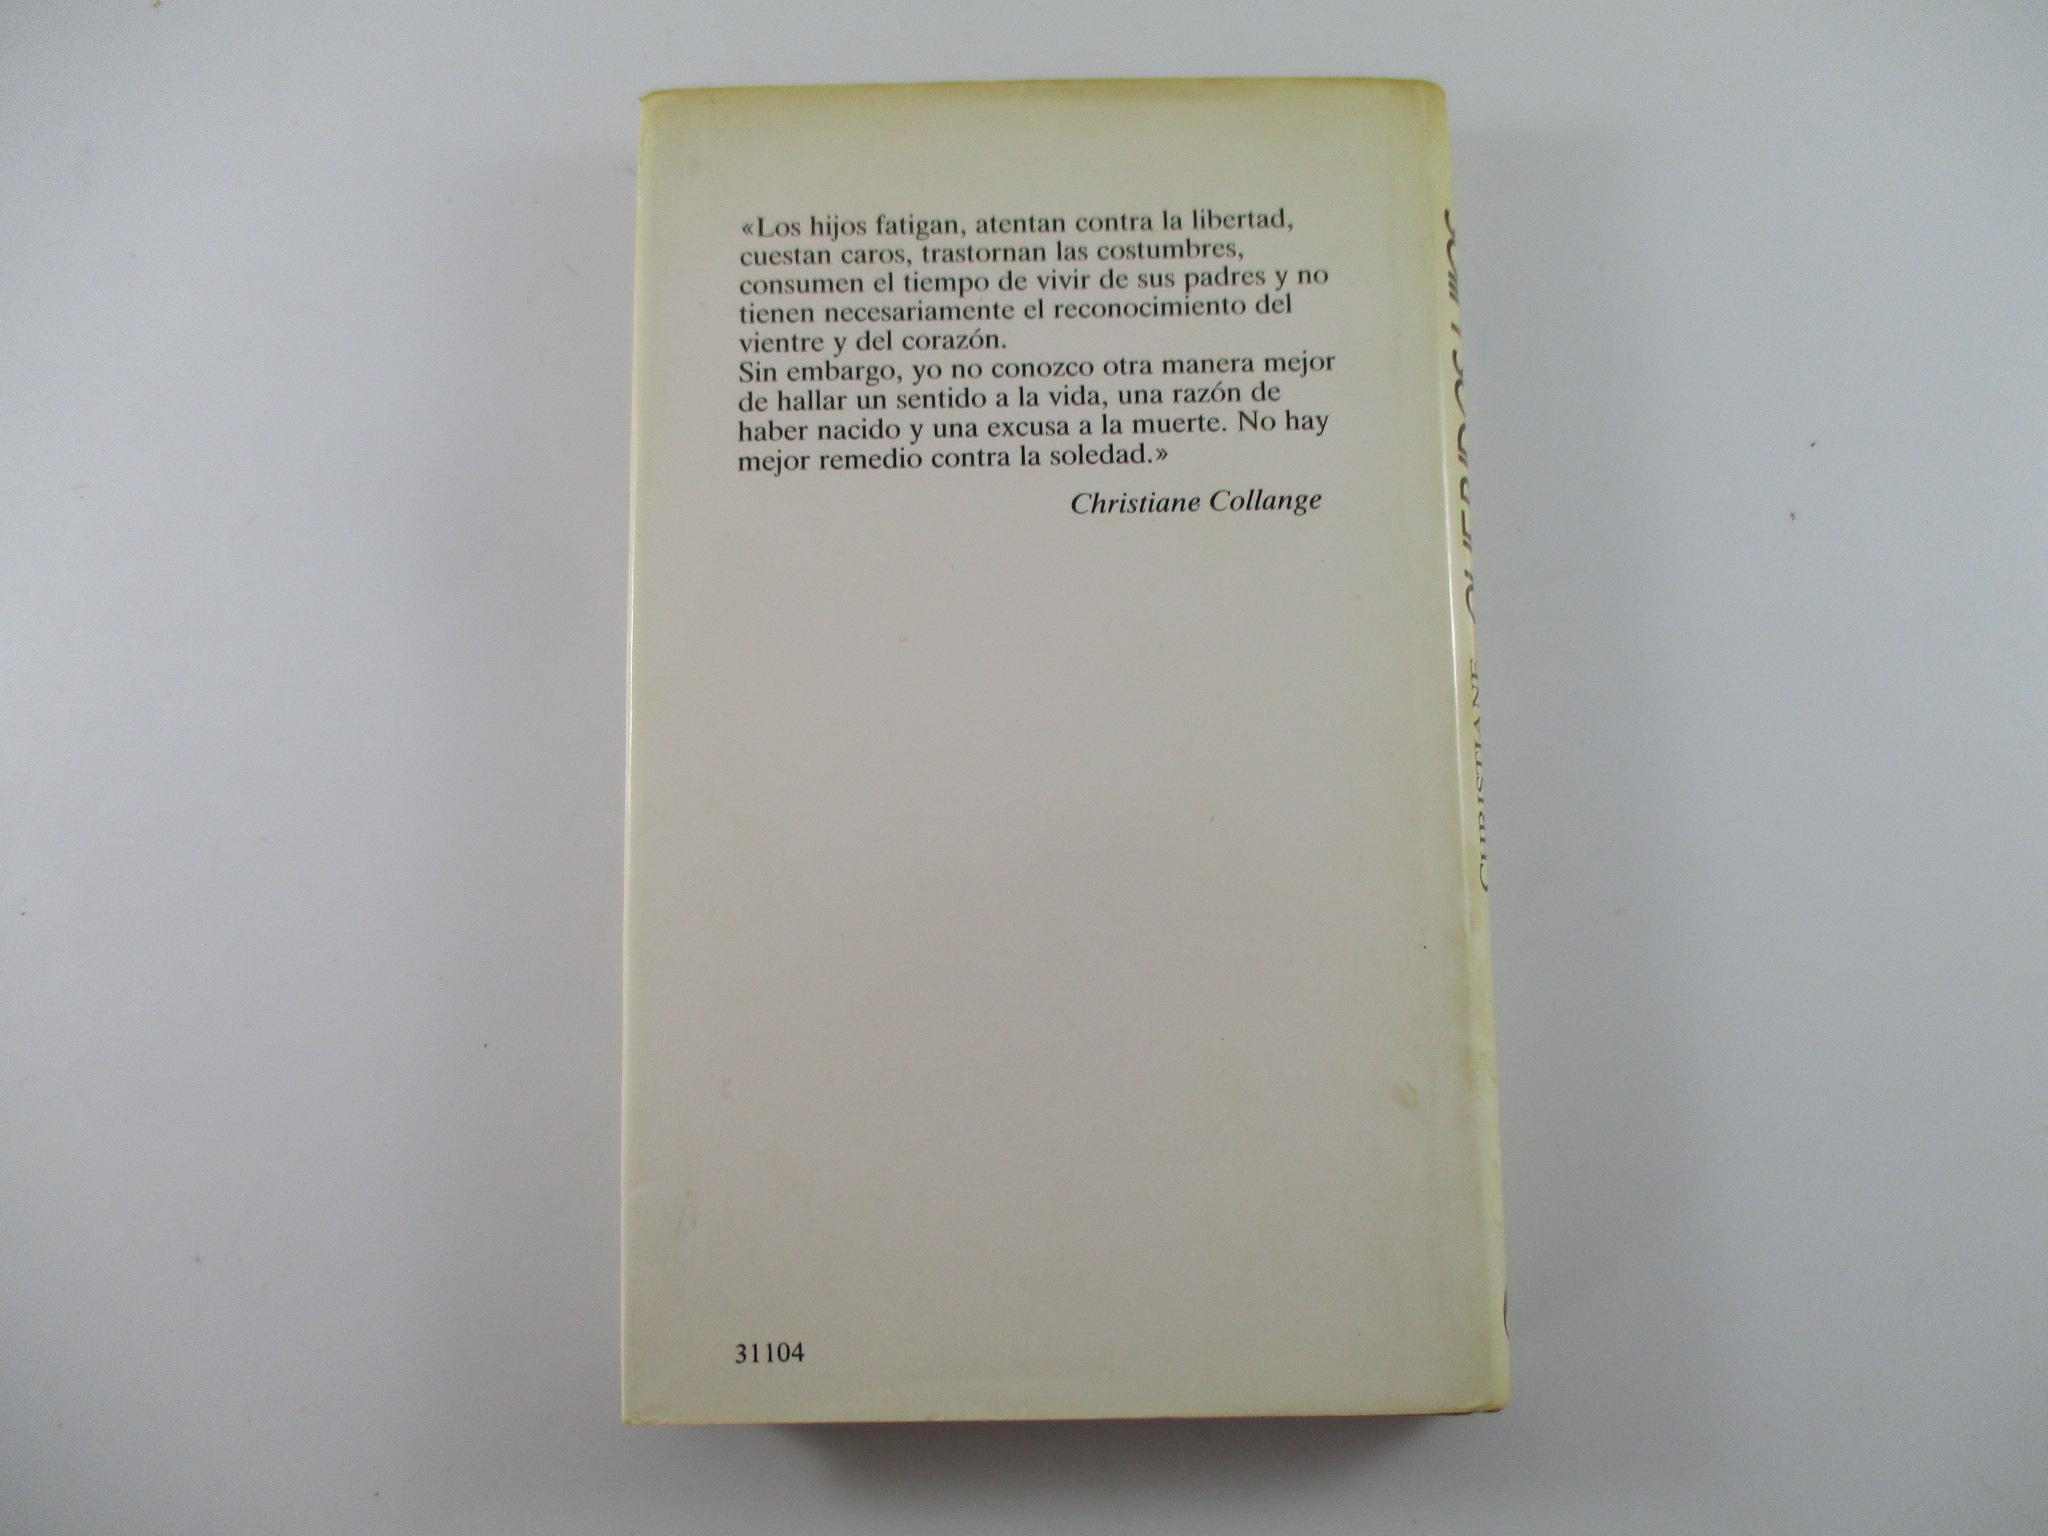 «Los hijos fatigan, atentan contra la libertad,
cuestan caros, trastornan las costumbres,
consumen el tiempo de vivir de sus padres y no
tienen necesariamente el reconocimiento del
vientre y del corazón.
Sin embargo, yo no conozco otra manera mejor
de hallar un sentido a la vida, una razón de
haber nacido y una excusa a la muerte. No hay
mejor remedio contra la soledad.»
Christiane Collange
31104
CHRISTIANE